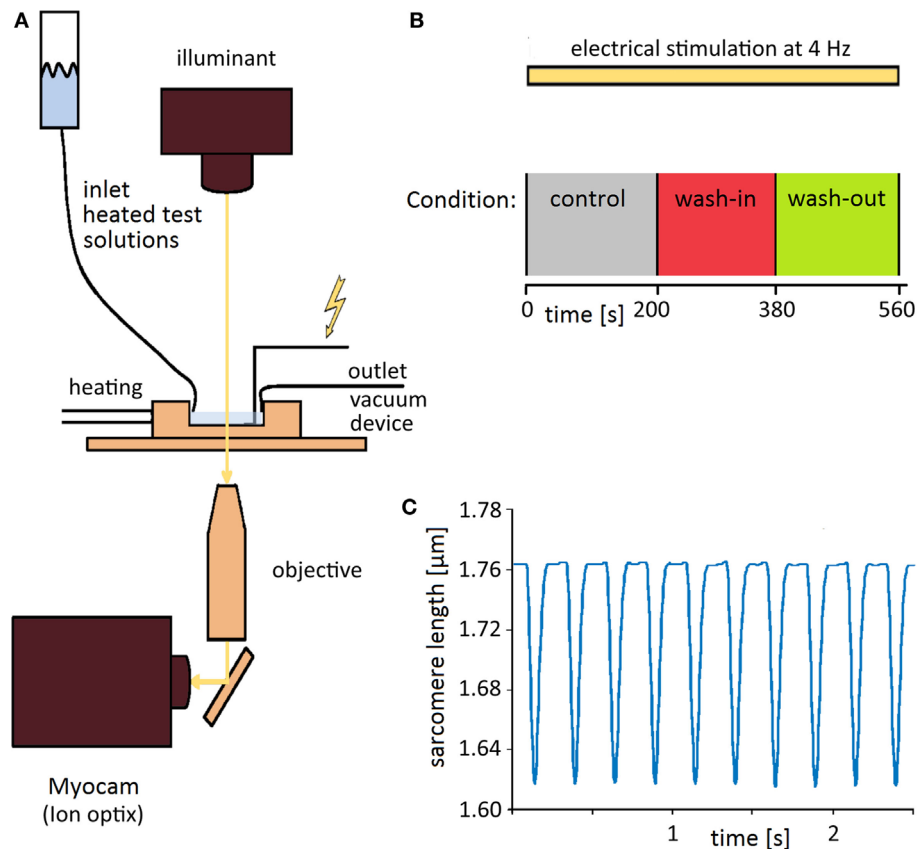 A
illuminant
inlet
heated test
solutions
heating
outlet
vacuum
device
objective
Myocam
(Ion optix)
B
electrical stimulation at 4 Hz
Condition:
control
wash-in
wash-out
0
time [s]
200
380
560
C
sarcomere length [μm]
1.78
1.76
1.72
1.68
1.64
1.60
1
time [s]
2